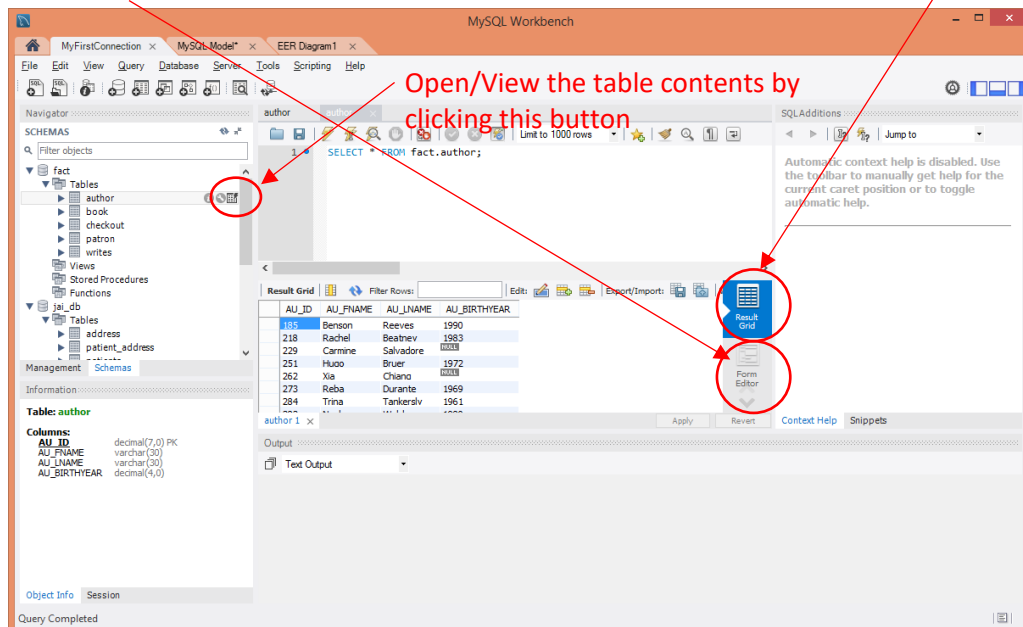 MySQL Workbench
MyFirstConnection × MySQL Model* × EER Diagram1 ×
File Edit View Query Database Server Tools Scripting Help
Open/View the table contents by
clicking this button
Navigator
SCHEMAS
Filter objects
fact
Tables
author
book
checkout
patron
writes
Views
Stored Procedures
Functions
jai_db
Tables
address
patient_address
Management Schemas
Information
Table: author
Columns:
AU_ID decimal(7,0) PK
AU_FNAME varchar(30)
AU_LNAME varchar(30)
AU_BIRTHYEAR decimal(4,0)
Object Info Session
Query Completed
author author ×
Limit to 1000 rows
1 SELECT * FROM fact.author;
Result Grid Filter Rows: Edit: Export/Import:
AU_ID AU_FNAME AU_LNAME AU_BIRTHYEAR
185 Benson Reeves 1990
218 Rachel Beatney 1983
229 Carmine Salvadore NULL
251 Hugo Bruer 1972
262 Xia Chiang NULL
273 Reba Durante 1969
284 Trina Tankersly 1961
Result
Grid
Form
Editor
author 1 × Apply Revert
Output
Text Output
SQLAdditions
Jump to
Automatic context help is disabled. Use
the toolbar to manually get help for the
current caret position or to toggle
automatic help.
Context Help Snippets